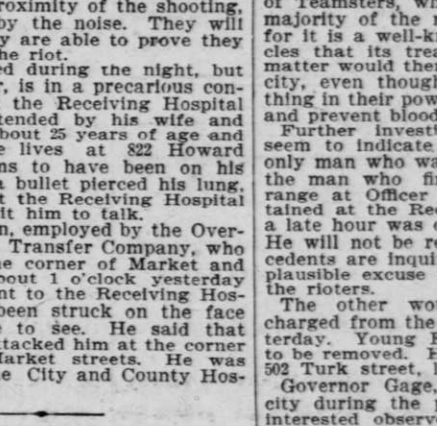 roximity of the shooting,
by the noise. They will
y are able to prove they
he riot.
ed during the night, but
r, is in a precarious con-
the Receiving Hospital
tended by his wife and
bout 25 years of age and
e lives at 822 Howard
ns to have been on his
a bullet pierced his lung,
t the Receiving Hospital
it him to talk.
n, employed by the Over-
Transfer Company, who
e corner of Market and
bout 1 o'clock yesterday
nt to the Receiving Hos-
been struck on the face
e to see. He said that
ttacked him at the corner
Market streets. He was
e City and County Hos-
of Teamsters, wh
majority of the
for it is a well-k
cles that its trea
matter would ther
city, even though
thing in their pow
and prevent blood
Further investi
seem to indicate
only man who wa
the man who fi
range at Officer
tained at the Rec
a late hour was
He will not be r
cedents are inqui
plausible excuse
the rioters.
The other wo
charged from the
terday. Young
to be removed. H
502 Turk street,
Governor Gage,
city during the
interested observ